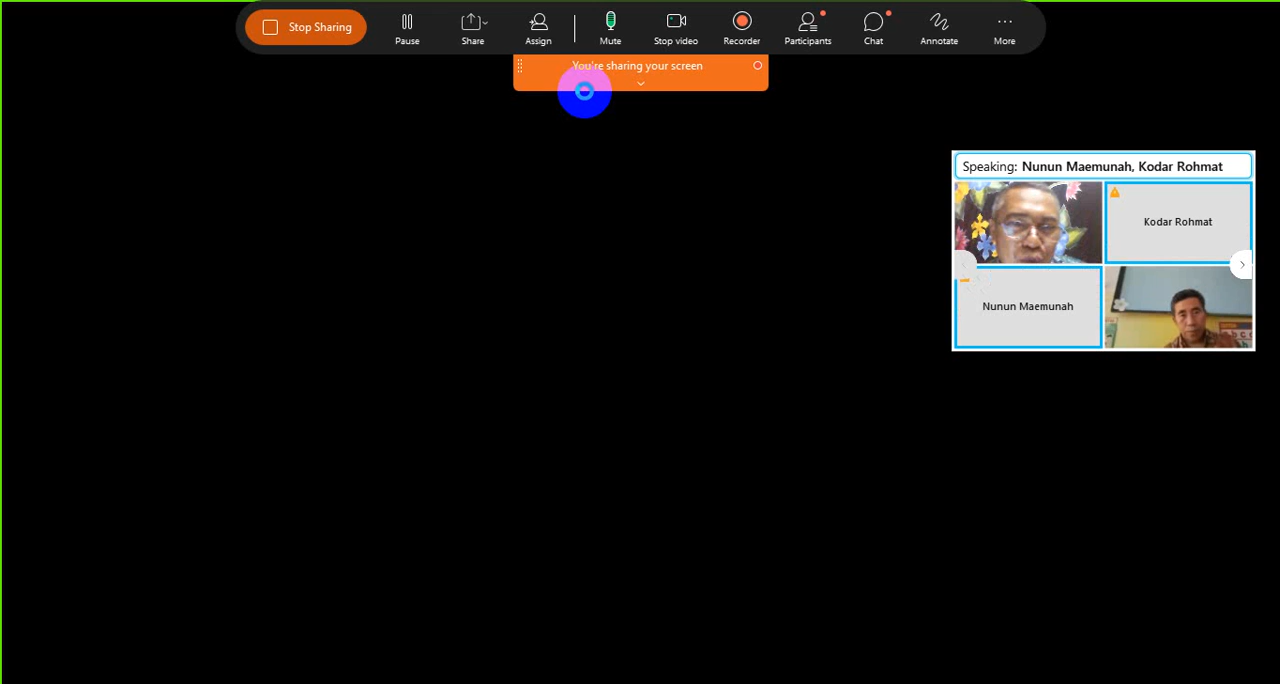 Stop Sharing
Pause
Share
Assign
Mute
Stop video
Recorder
Participants
Chat
Annotate
More
You're sharing your screen
Speaking: Nunun Maemunah, Kodar Rohmat
Kodar Rohmat
Nunun Maemunah